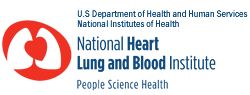 U.S Department of Health and Human Services
National Institutes of Health
National Heart
Lung and Blood Institute
People Science Health